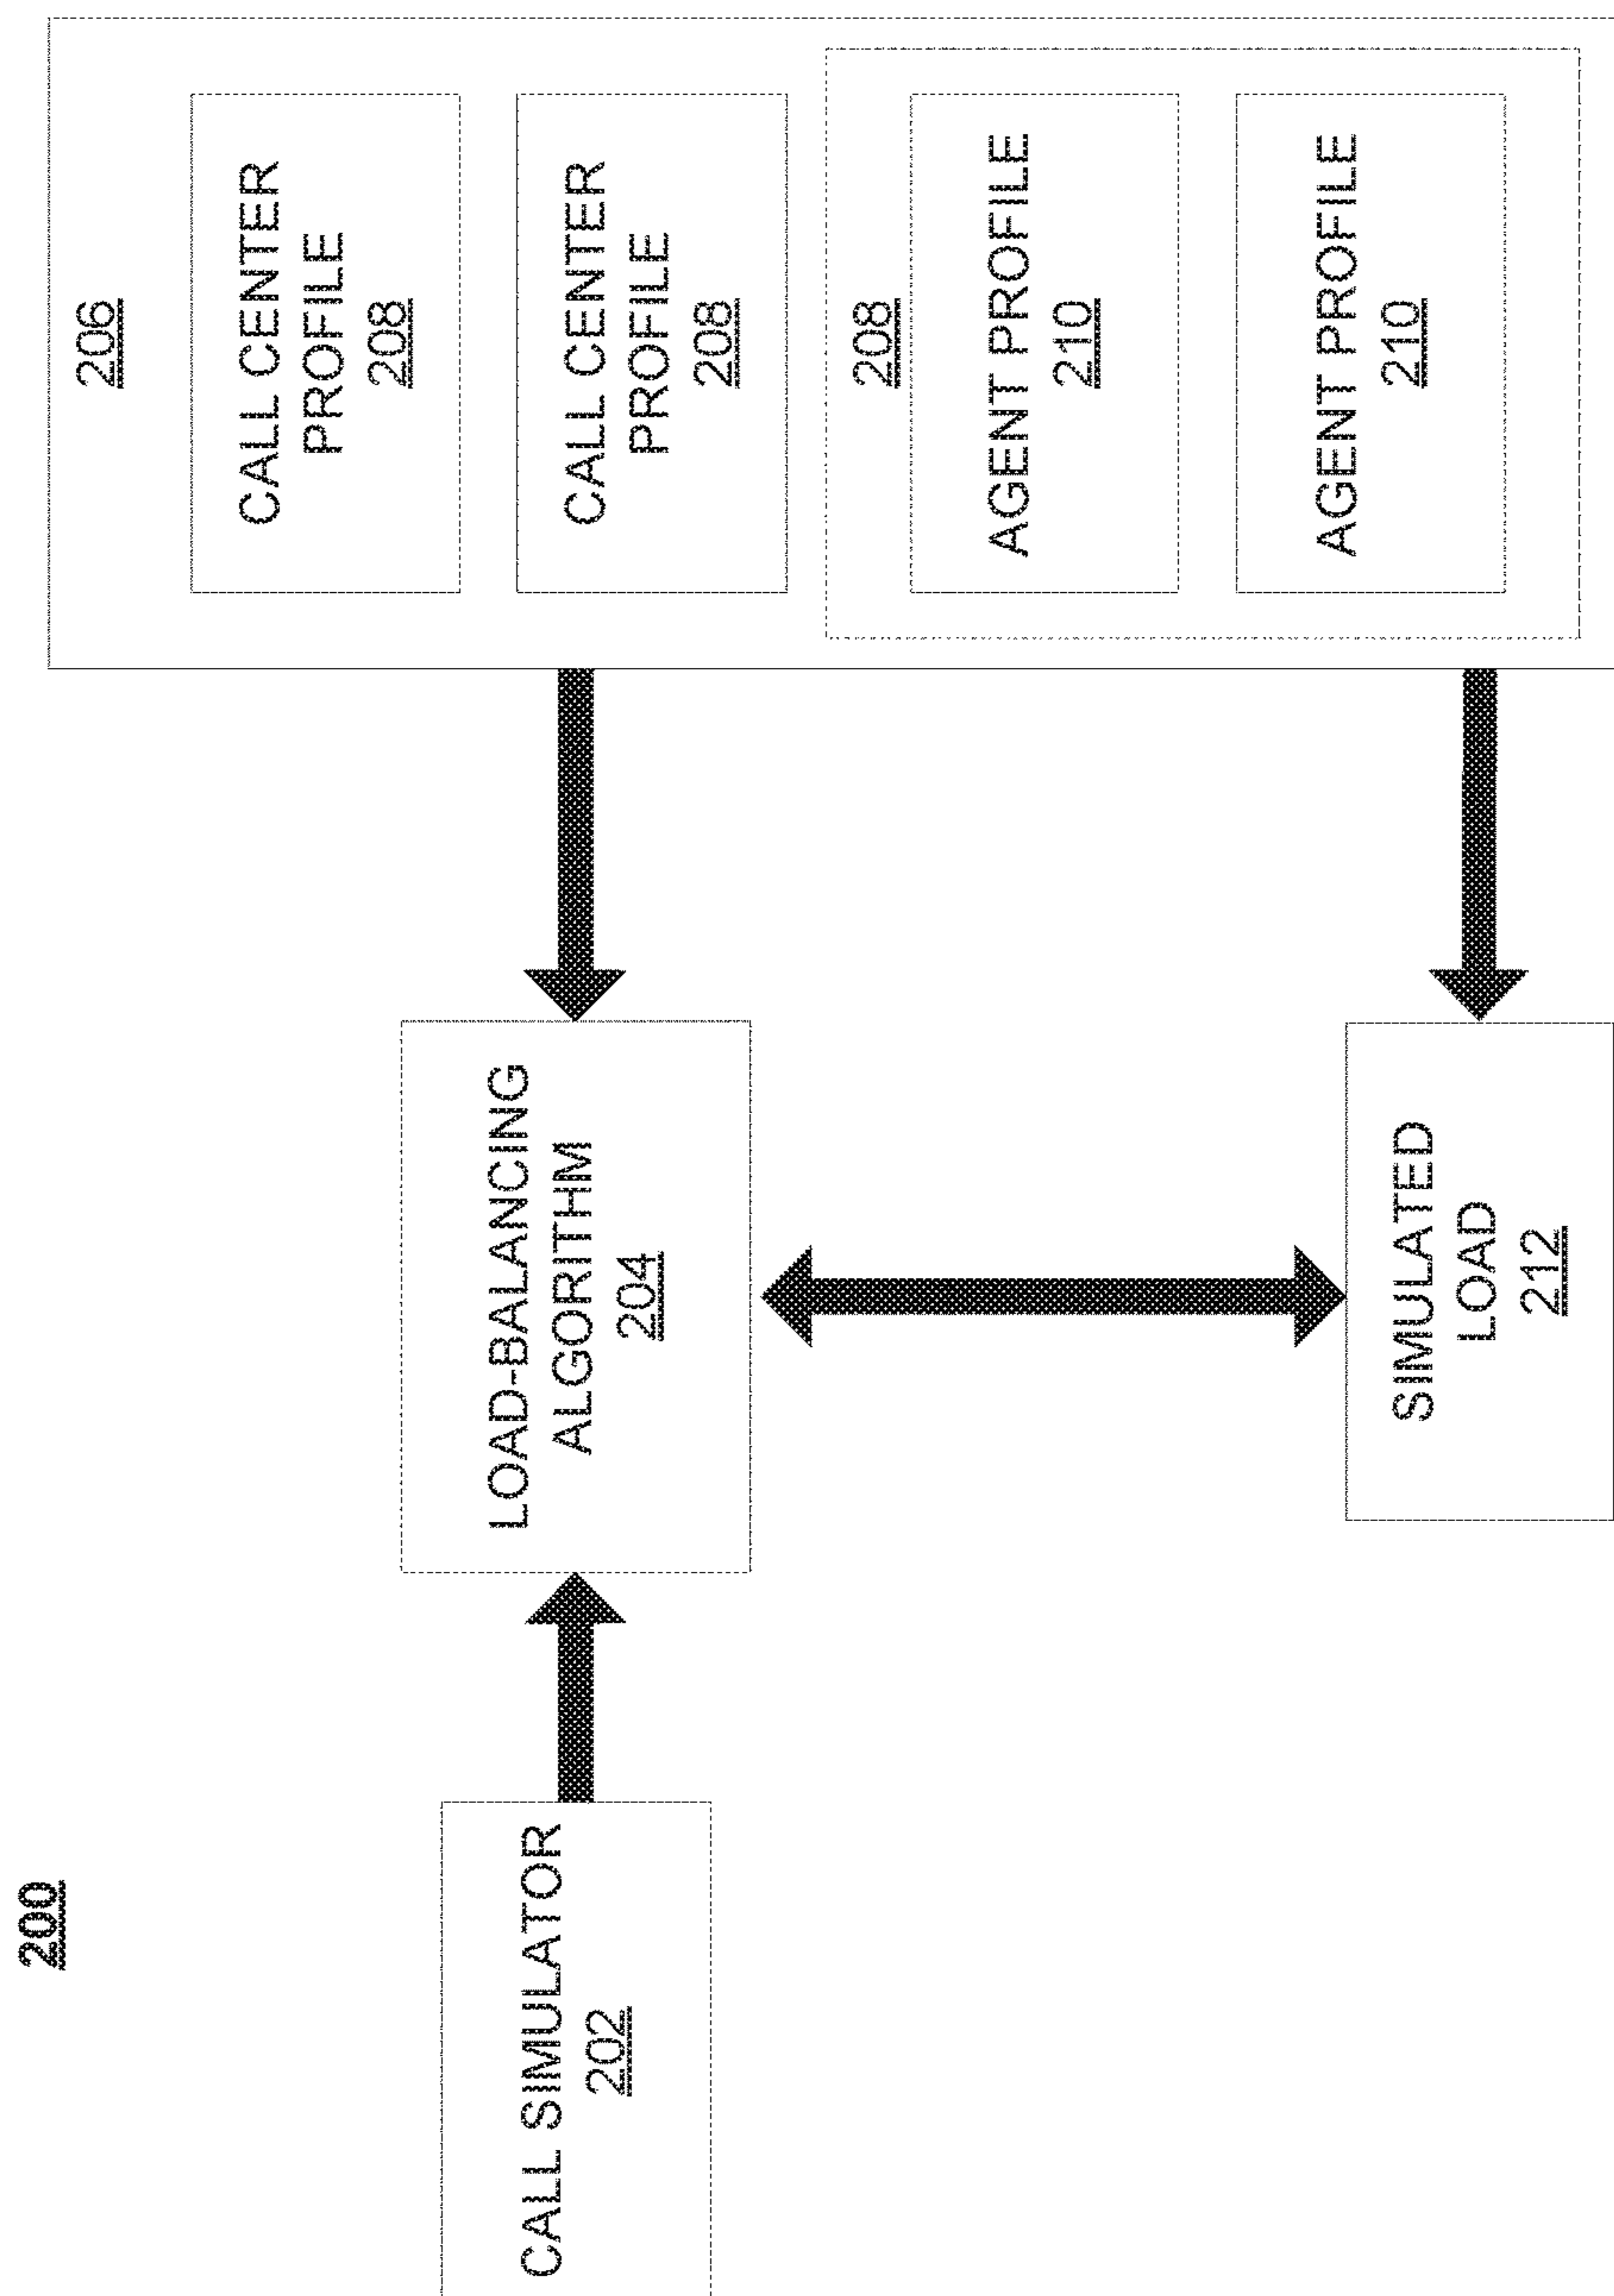 200
CALL SIMULATOR
202
LOAD-BALANCING
ALGORITHM
204
SIMULATED
LOAD
212
206
CALL CENTER
PROFILE
208
CALL CENTER
PROFILE
208
208
AGENT PROFILE
210
AGENT PROFILE
210